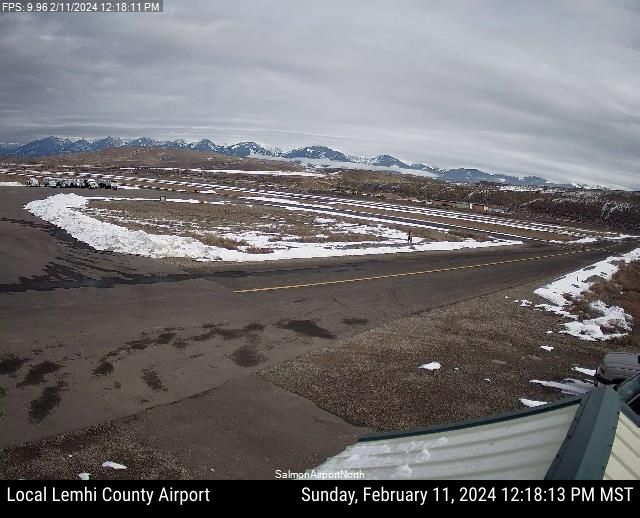 FPS: 9.96 2/11/2024 12:18:11 PM
SalmonAirportNorth
Local Lemhi County Airport Sunday, February 11, 2024 12:18:13 PM MST